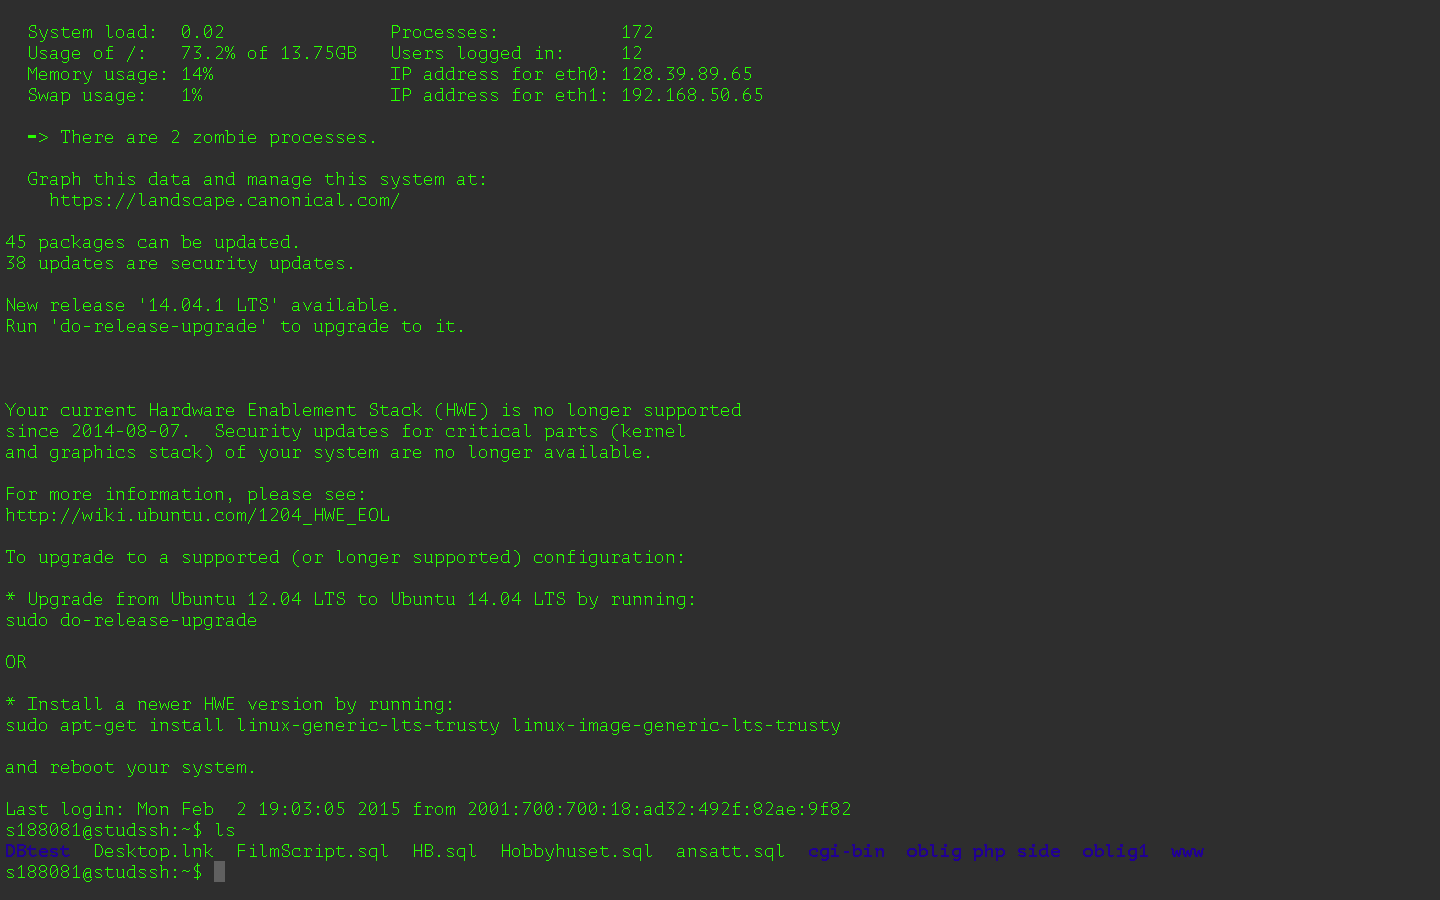 System load:  0.02               Processes:           172
Usage of /:   73.2% of 13.75GB   Users logged in:     12
Memory usage: 14%                IP address for eth0: 128.39.89.65
Swap usage:   1%                 IP address for eth1: 192.168.50.65
=> There are 2 zombie processes.
Graph this data and manage this system at:
https://landscape.canonical.com/
45 packages can be updated.
38 updates are security updates.
New release '14.04.1 LTS' available.
Run 'do-release-upgrade' to upgrade to it.
Your current Hardware Enablement Stack (HWE) is no longer supported
since 2014-08-07.  Security updates for critical parts (kernel
and graphics stack) of your system are no longer available.
For more information, please see:
http://wiki.ubuntu.com/1204_HWE_EOL
To upgrade to a supported (or longer supported) configuration:
* Upgrade from Ubuntu 12.04 LTS to Ubuntu 14.04 LTS by running:
sudo do-release-upgrade
OR
* Install a newer HWE version by running:
sudo apt-get install linux-generic-lts-trusty linux-image-generic-lts-trusty
and reboot your system.
Last login: Mon Feb  2 19:03:05 2015 from 2001:700:700:18:ad32:492f:82ae:9f82
s188081@studssh:~$ ls
DBtest  Desktop.lnk  FilmScript.sql  HB.sql  Hobbyhuset.sql  ansatt.sql  cgi-bin  oblig php side  oblig1  www
s188081@studssh:~$